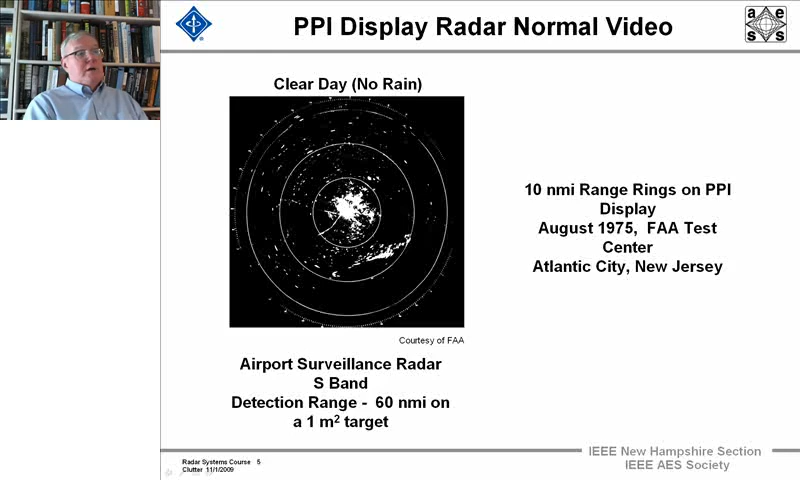 PPI Display Radar Normal Video
a e
s s
Clear Day (No Rain)
10 nmi Range Rings on PPI
Display
August 1975, FAA Test
Center
Atlantic City, New Jersey
Courtesy of FAA
Airport Surveillance Radar
S Band
Detection Range - 60 nmi on
a 1 m² target
Radar Systems Course 5
Clutter 11/1/2009
IEEE New Hampshire Section
IEEE AES Society